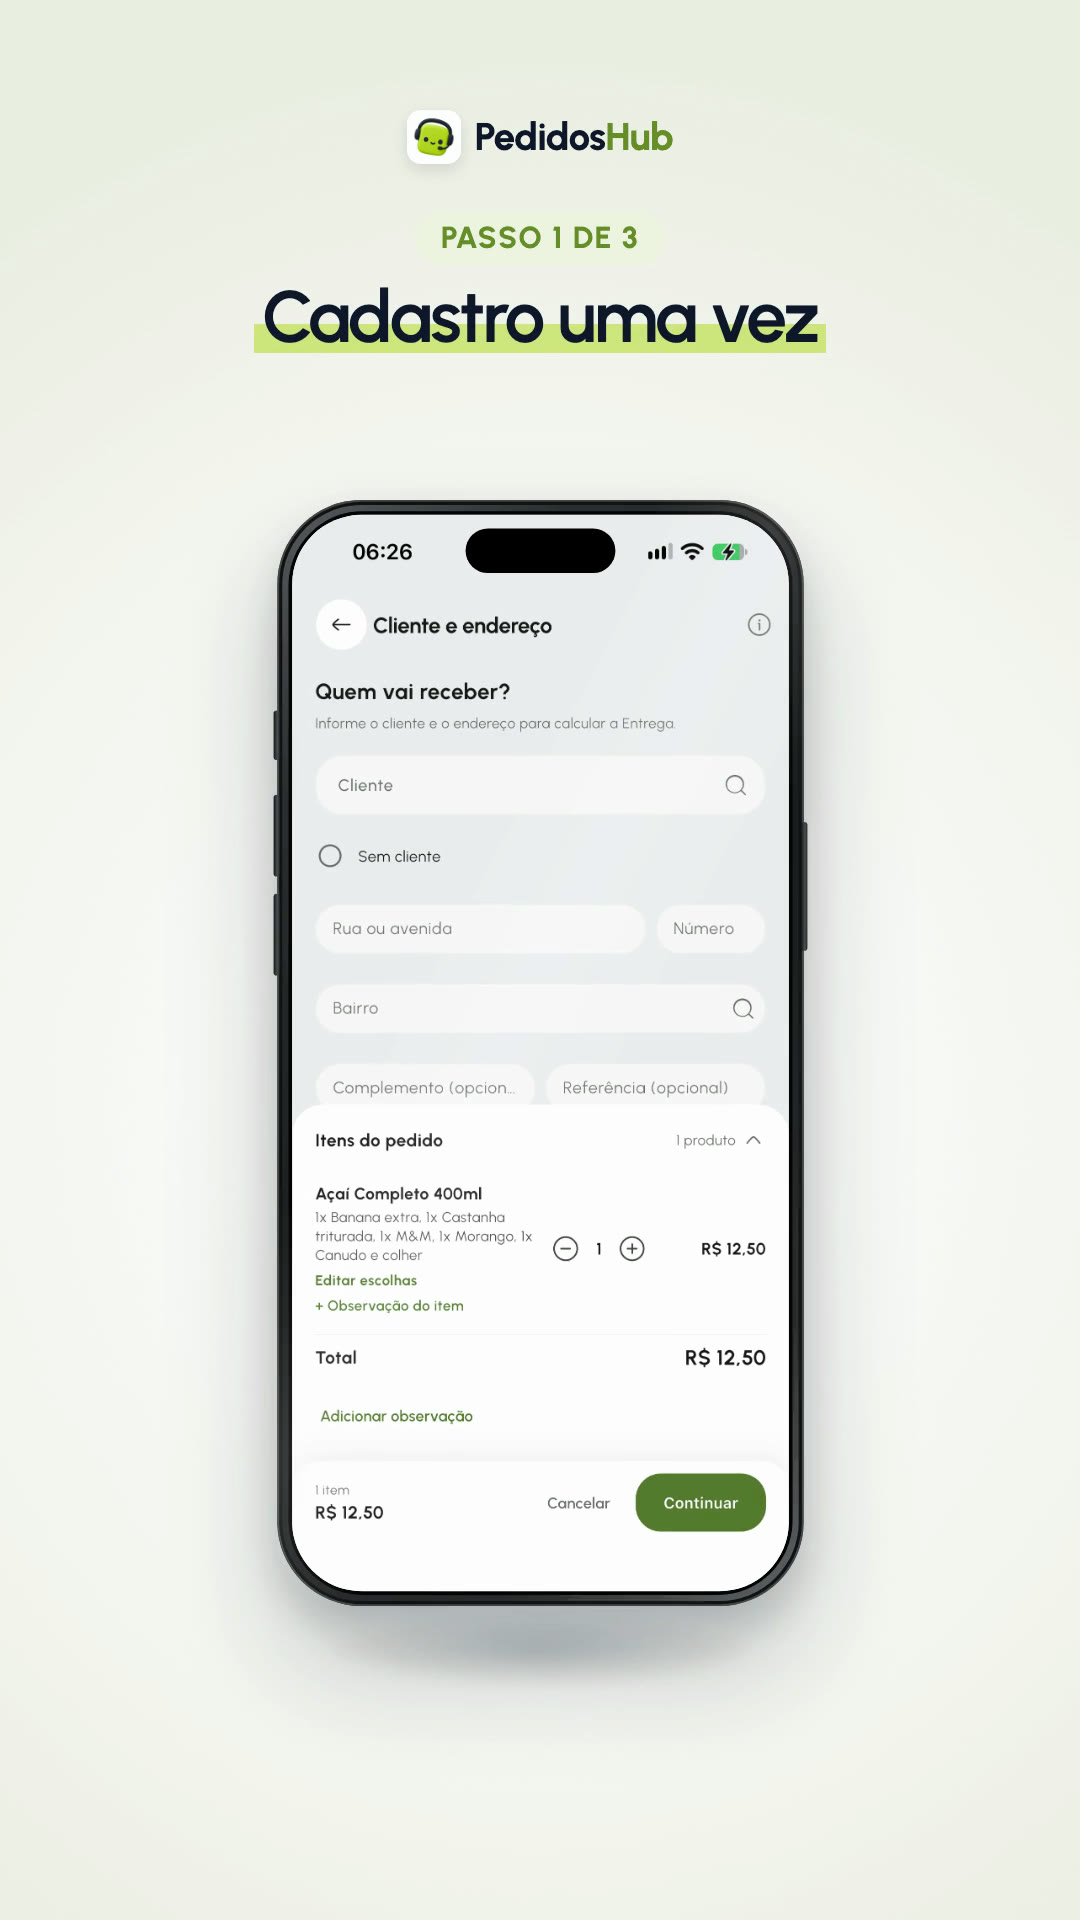 PedidosHub
PASSO 1 DE 3
Cadastro uma vez
06:26
Cliente e endereço
Quem vai receber?
Informe o cliente e o endereço para calcular a Entrega.
Cliente
Sem cliente
Rua ou avenida
Número
Bairro
Complemento (opcion...
Referência (opcional)
Itens do pedido
1 produto
Açaí Completo 400ml
1x Banana extra, 1x Castanha
triturada, 1x M&M, 1x Morango, 1x
Canudo e colher
1
R$ 12,50
Editar escolhas
+ Observação do item
Total
R$ 12,50
Adicionar observação
1 item
R$ 12,50
Cancelar
Continuar